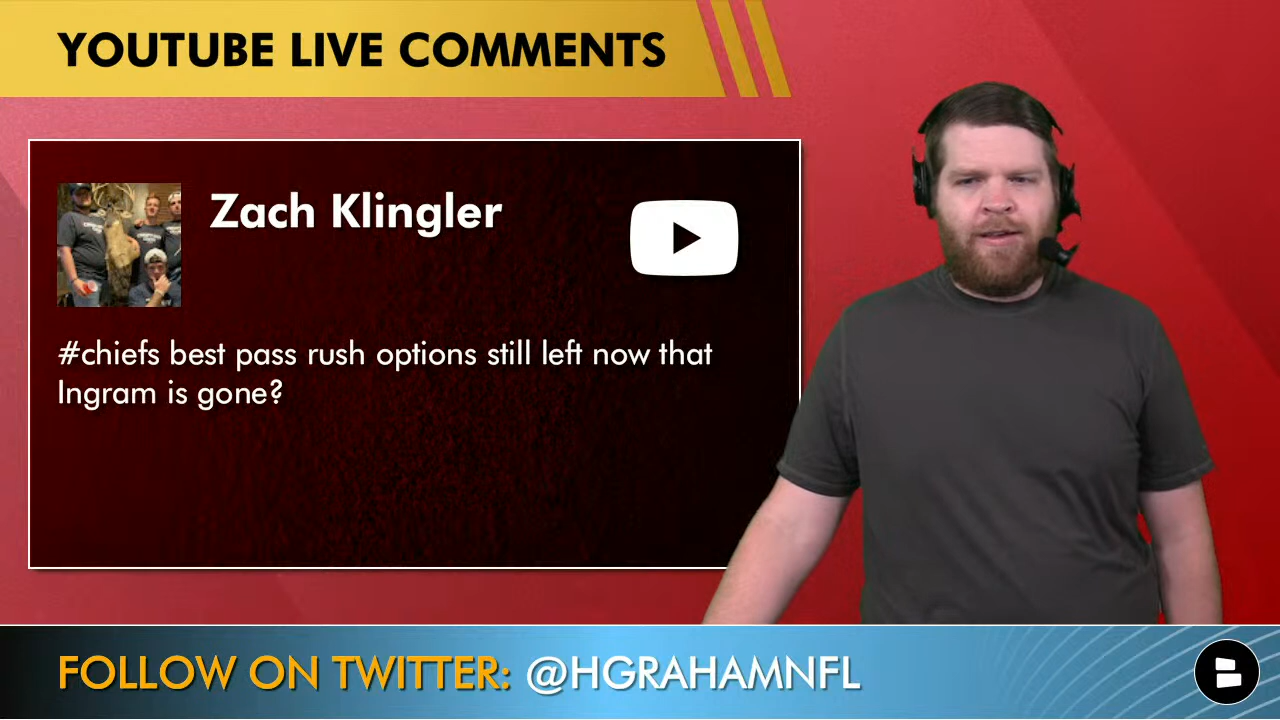 YOUTUBE LIVE COMMENTS
Zach Klingler
#chiefs best pass rush options still left now that
Ingram is gone?
FOLLOW ON TWITTER: @HGRAHAMNFL